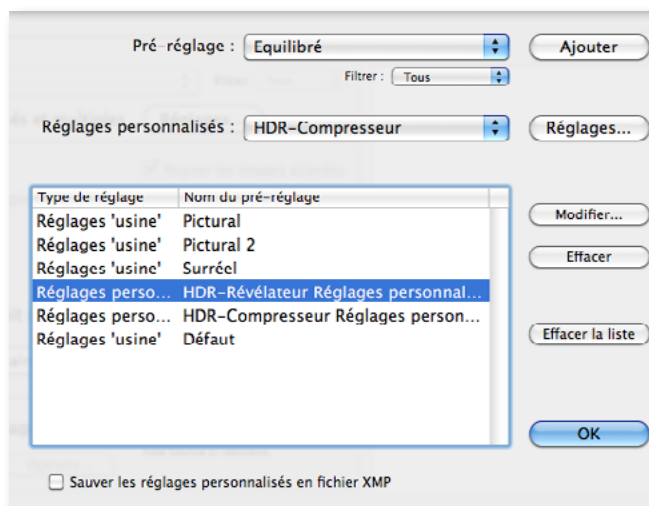 Pré-réglage : Equilibré Ajouter
Filtrer : Tous
Réglages personnalisés : HDR-Compresseur Réglages...
Type de réglage Nom du pré-réglage
Réglages 'usine' Pictural
Modifier...
Réglages 'usine' Pictural 2
Réglages 'usine' Surréel
Effacer
Réglages perso... HDR-Révélateur Réglages personnal...
Réglages perso... HDR-Compresseur Réglages person...
Réglages 'usine' Défaut
Effacer la liste
OK
Sauver les réglages personnalisés en fichier XMP